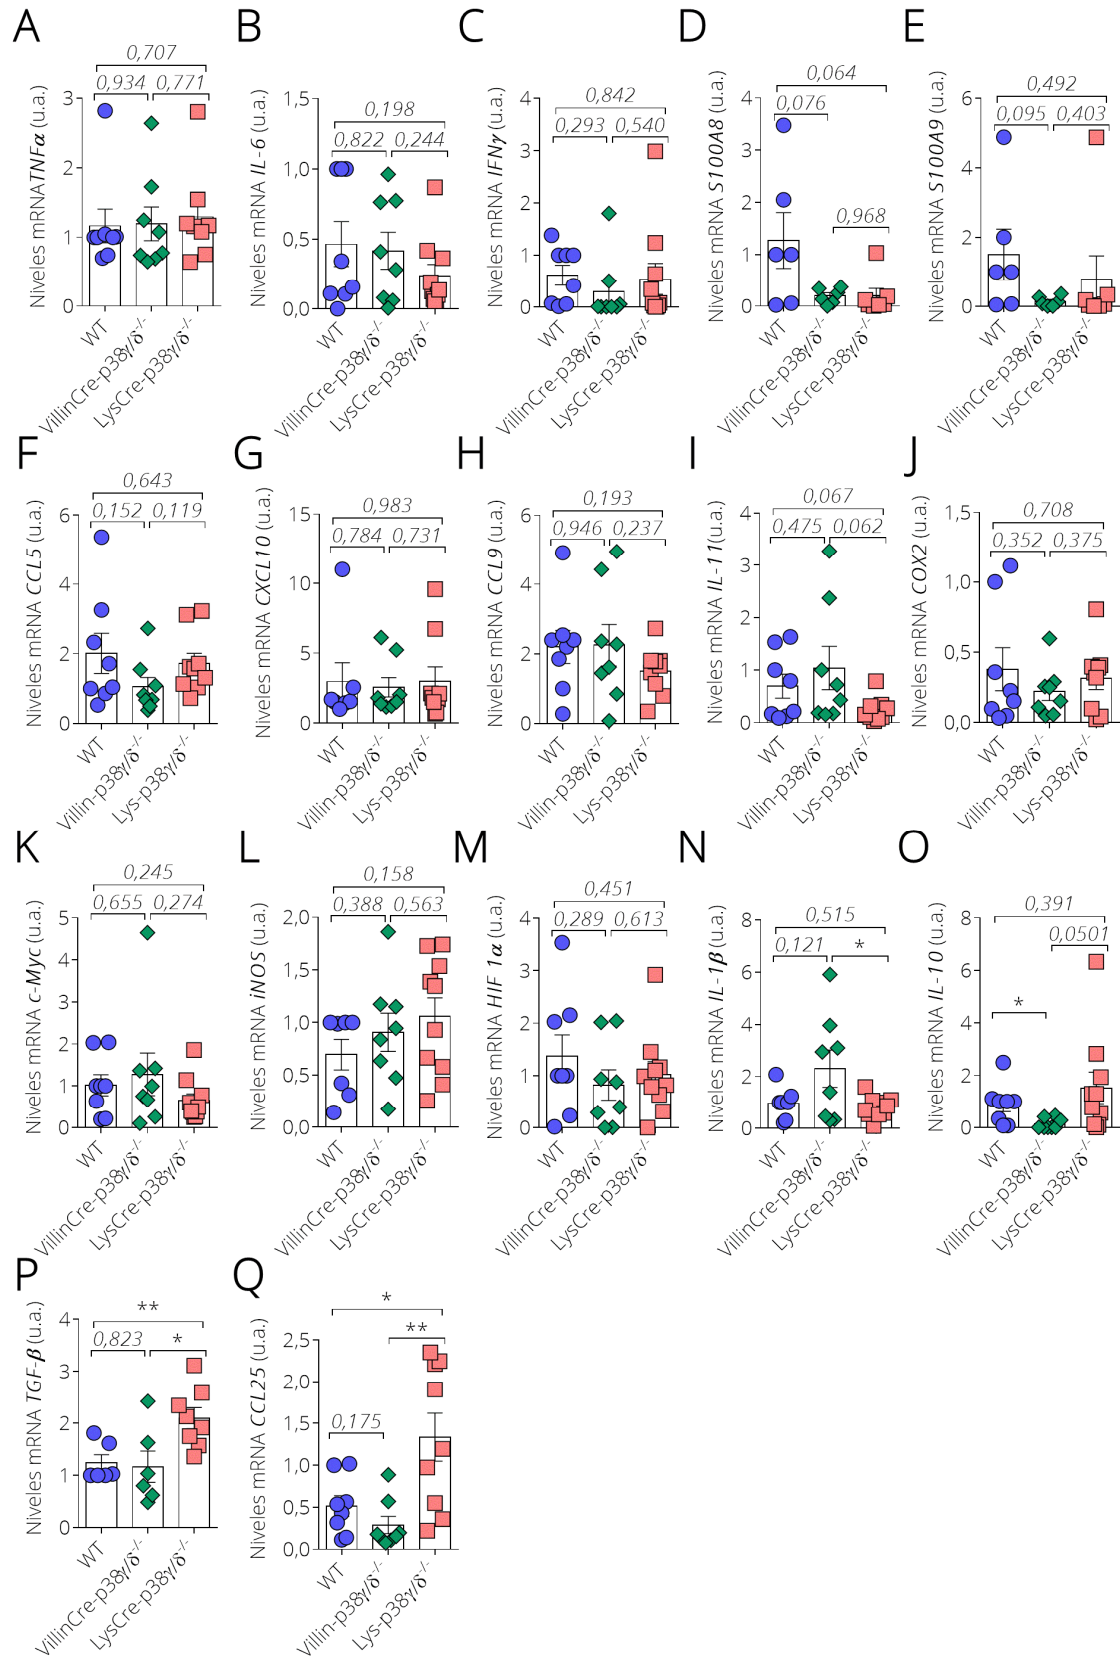 A
0,707
0,934 0,771
Niveles mRNATNFα (u.a.)
3
2
1
0
WT
VillinCre-p38γ/δ-/-
LysCre-p38γ/δ-/-
B
0,198
0,822 0,244
Niveles mRNA IL-6 (u.a.)
1,5
1,0
0,5
0,0
WT
VillinCre-p38γ/δ-/-
LysCre-p38γ/δ-/-
C
0,842
0,293 0,540
Niveles mRNA IFNγ (u.a.)
4
3
2
1
0
WT
VillinCre-p38γ/δ-/-
LysCre-p38γ/δ-/-
D
0,064
0,076
0,968
Niveles mRNA S100A8 (u.a.)
4
3
2
1
0
WT
VillinCre-p38γ/δ-/-
LysCre-p38γ/δ-/-
E
0,492
0,095 0,403
Niveles mRNA S100A9 (u.a.)
6
4
2
0
WT
VillinCre-p38γ/δ-/-
LysCre-p38γ/δ-/-
F
0,643
0,152 0,119
Niveles mRNA CCL5 (u.a.)
6
4
2
0
WT
Villin-p38γ/δ-/-
Lys-p38γ/δ-/-
G
0,983
0,784 0,731
Niveles mRNA CXCL10 (u.a.)
15
10
5
0
WT
Villin-p38γ/δ-/-
Lys-p38γ/δ-/-
H
0,193
0,946 0,237
Niveles mRNA CCL9 (u.a.)
6
4
2
0
WT
Villin-p38γ/δ-/-
Lys-p38γ/δ-/-
I
0,067
0,475 0,062
Niveles mRNA IL-11(u.a.)
4
3
2
1
0
WT
Villin-p38γ/δ-/-
Lys-p38γ/δ-/-
J
0,708
0,352 0,375
Niveles mRNA COX2 (u.a.)
1,5
1,0
0,5
0,0
WT
Villin-p38γ/δ-/-
Lys-p38γ/δ-/-
K
0,245
0,655 0,274
Niveles mRNA c-Myc (u.a.)
5
4
3
2
1
0
WT
VillinCre-p38γ/δ-/-
LysCre-p38γ/δ-/-
L
0,158
0,388 0,563
Niveles mRNA iNOS (u.a.)
2,0
1,5
1,0
0,5
0,0
WT
VillinCre-p38γ/δ-/-
LysCre-p38γ/δ-/-
M
0,451
0,289 0,613
Niveles mRNA HIF 1α (u.a.)
4
3
2
1
0
WT
VillinCre-p38γ/δ-/-
LysCre-p38γ/δ-/-
N
0,515
0,121 *
Niveles mRNA IL-1β (u.a.)
8
6
4
2
0
WT
VillinCre-p38γ/δ-/-
LysCre-p38γ/δ-/-
O
0,391
0,0501
*
Niveles mRNA IL-10 (u.a.)
8
4
2
0
WT
VillinCre-p38γ/δ-/-
LysCre-p38γ/δ-/-
P
**
0,823 *
Niveles mRNA TGF-β (u.a.)
4
3
2
1
0
WT
VillinCre-p38γ/δ-/-
LysCre-p38γ/δ-/-
Q
*
**
0,175
Niveles mRNA CCL25 (u.a.)
2,5
2,0
1,5
1,0
0,5
0,0
WT
Villin-p38γ/δ-/-
Lys-p38γ/δ-/-